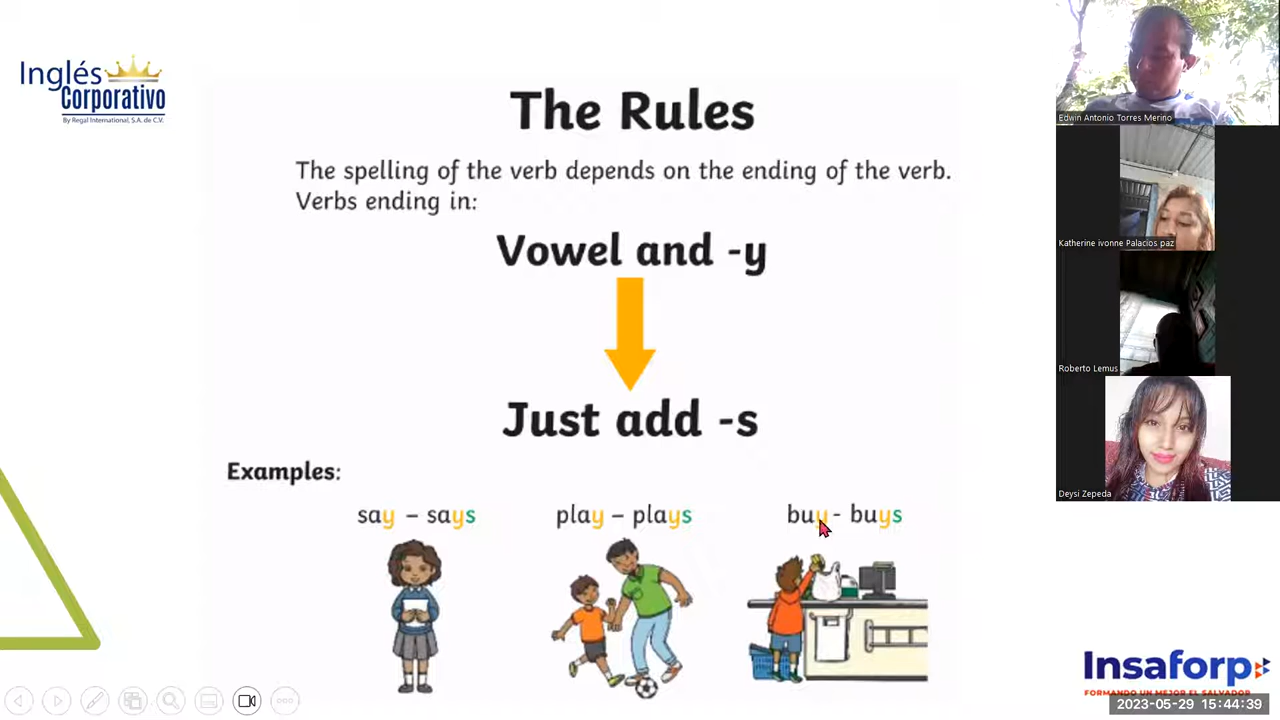 Inglés
Corporativo
By Regal International, S.A. de C.V.
The Rules
The spelling of the verb depends on the ending of the verb.
Verbs ending in:
Vowel and -y
Just add -s
Examples:
say – says
play – plays
buy - buys
Edwin Antonio Torres Merino
Katherine ivonne Palacios paz
Roberto Lemus
Deysi Zepeda
Insaforp
FORMANDO UN MEJOR EL SALVADOR
2023-05-29 15:44:39